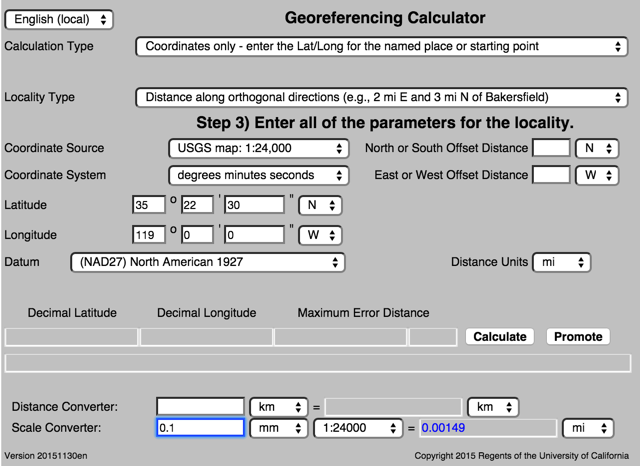 English (local) Georeferencing Calculator
Calculation Type Coordinates only - enter the Lat/Long for the named place or starting point
Locality Type Distance along orthogonal directions (e.g., 2 mi E and 3 mi N of Bakersfield)
Step 3) Enter all of the parameters for the locality.
Coordinate Source USGS map: 1:24,000 North or South Offset Distance N
Coordinate System degrees minutes seconds East or West Offset Distance W
Latitude 35 o 22 ' 30 " N
Longitude 119 o 0 ' 0 " W
Datum (NAD27) North American 1927 Distance Units mi
Decimal Latitude Decimal Longitude Maximum Error Distance
Calculate Promote
Distance Converter: km = km
Scale Converter: 0.1 mm 1:24000 = 0.00149 mi
Version 20151130en Copyright 2015 Regents of the University of California